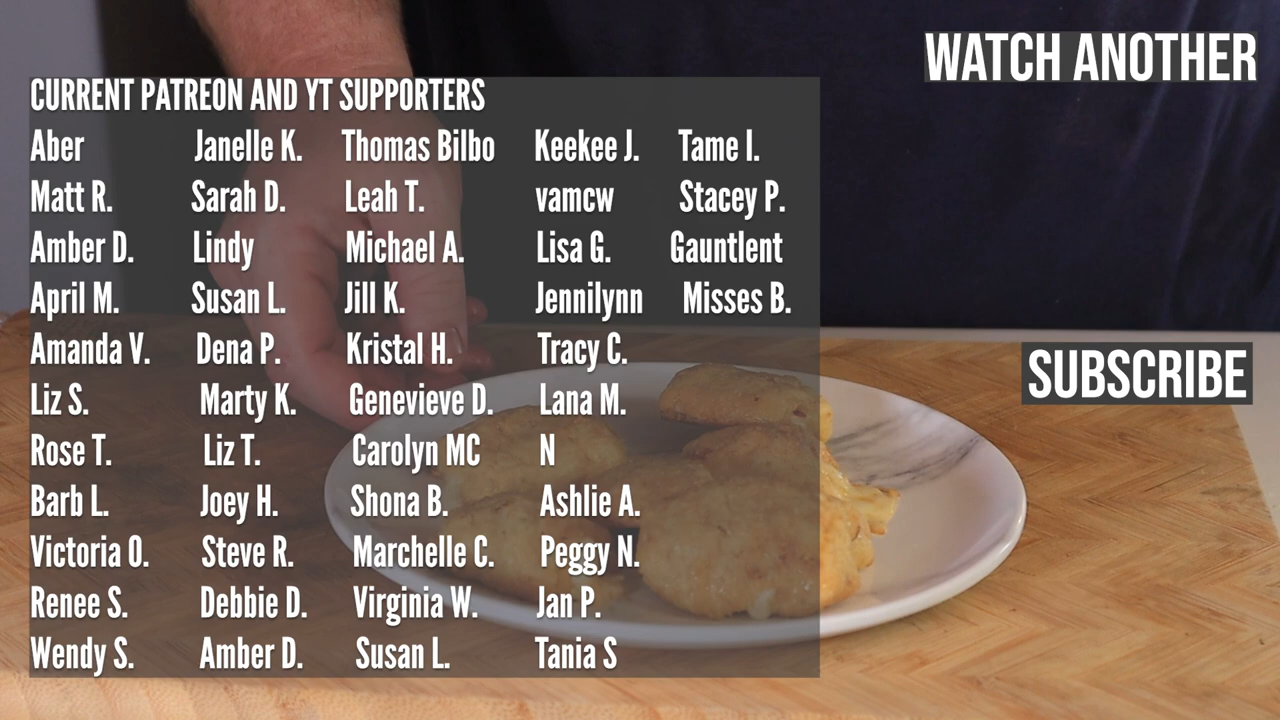 WATCH ANOTHER
CURRENT PATREON AND YT SUPPORTERS
Aber Janelle K. Thomas Bilbo Keekee J. Tame I.
Matt R. Sarah D. Leah T. vamcw Stacey P.
Amber D. Lindy Michael A. Lisa G. Gauntlent
April M. Susan L. Jill K. Jennilynn Misses B.
Amanda V. Dena P. Kristal H. Tracy C.
SUBSCRIBE
Liz S. Marty K. Genevieve D. Lana M.
Rose T. Liz T. Carolyn MC N
Barb L. Joey H. Shona B. Ashlie A.
Victoria O. Steve R. Marchelle C. Peggy N.
Renee S. Debbie D. Virginia W. Jan P.
Wendy S. Amber D. Susan L. Tania S